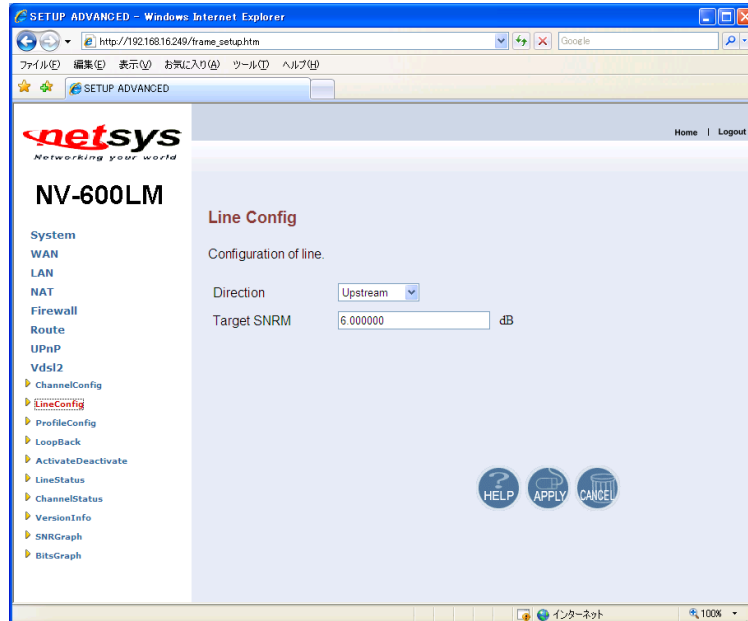 SETUP ADVANCED - Windows Internet Explorer
http://192.168.16.249/frame_setup.htm
Google
ファイル(F) 編集(E) 表示(V) お気に入り(A) ツール(T) ヘルプ(H)
SETUP ADVANCED
netsys
Networking your world
Home | Logout
NV-600LM
System
WAN
LAN
NAT
Firewall
Route
UPnP
Vdsl2
ChannelConfig
LineConfig
ProfileConfig
LoopBack
ActivateDeactivate
LineStatus
ChannelStatus
VersionInfo
SNRGraph
BitsGraph
Line Config
Configuration of line.
Direction Upstream
Target SNRM 6.000000 dB
HELP APPLY CANCEL
インターネット 100%